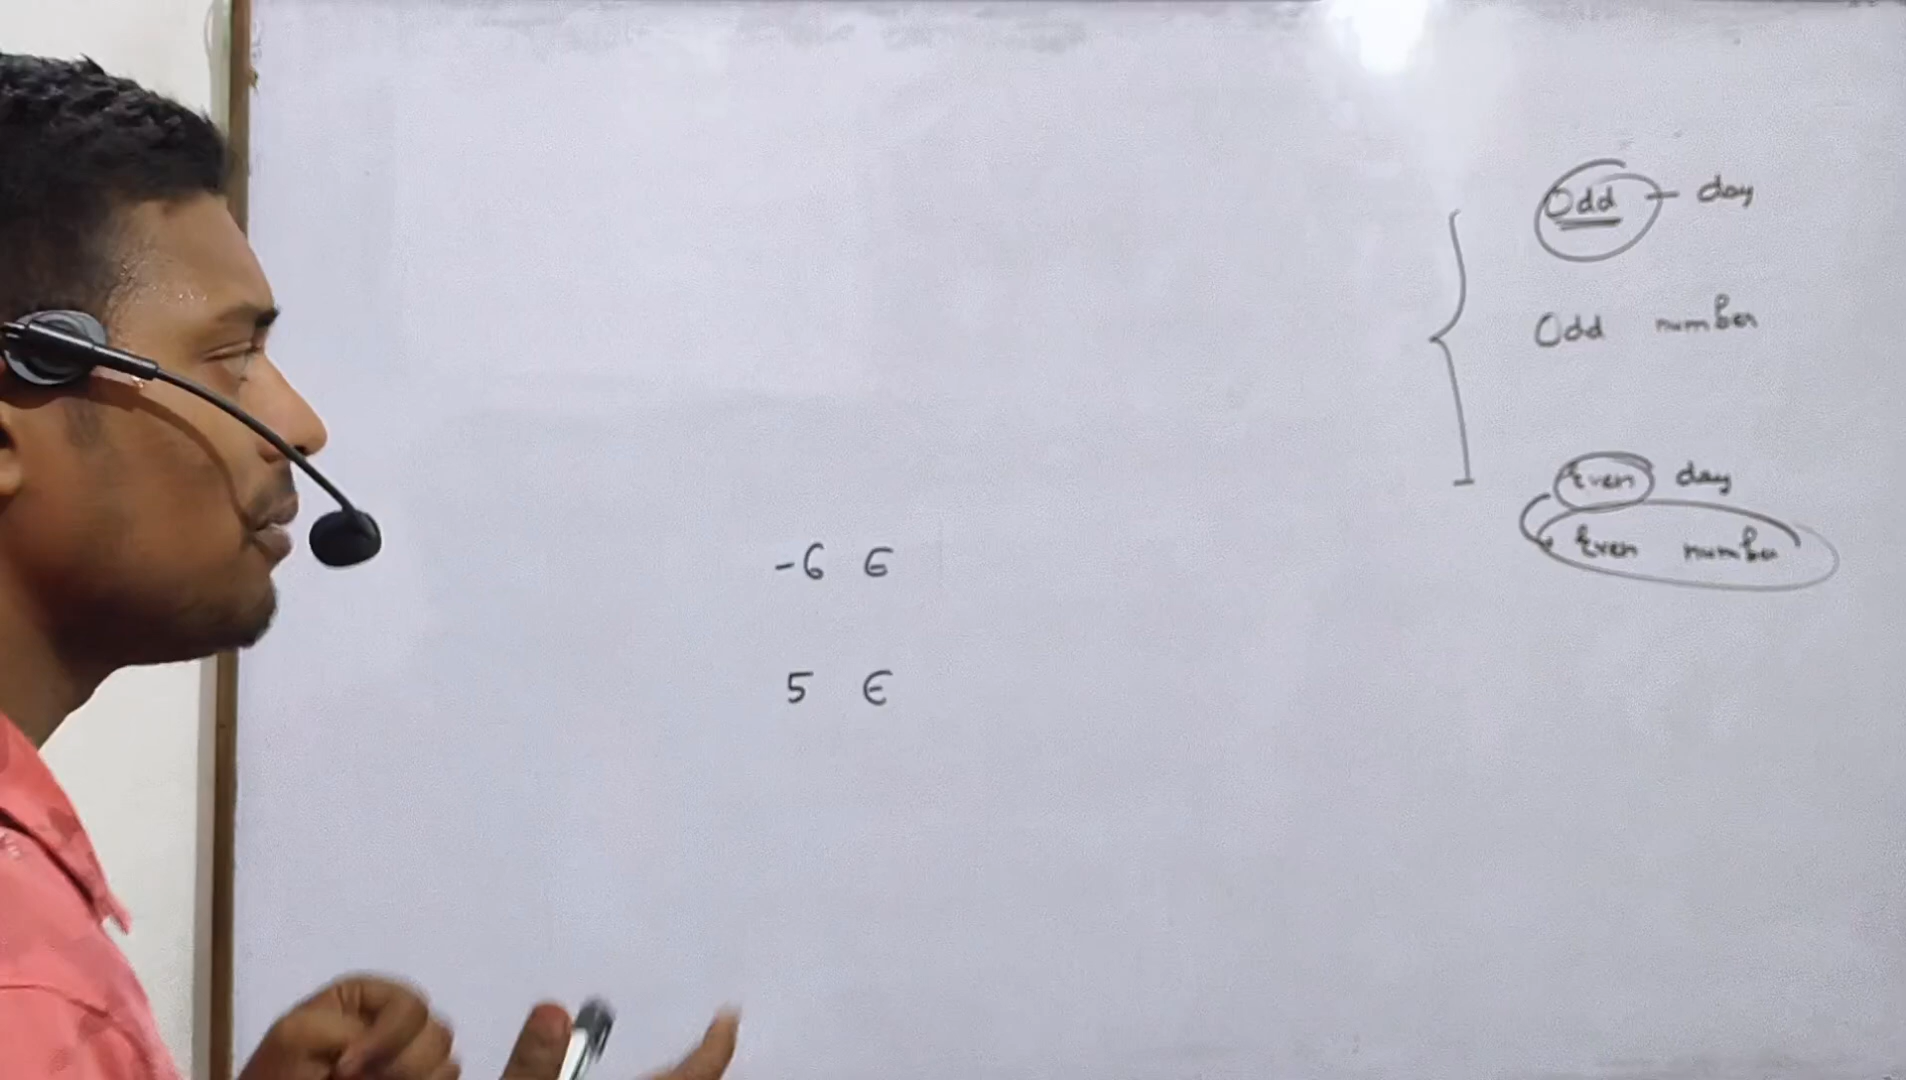 Odd - day
Odd number
Even day
Even number
-6 ∈
5 ∈